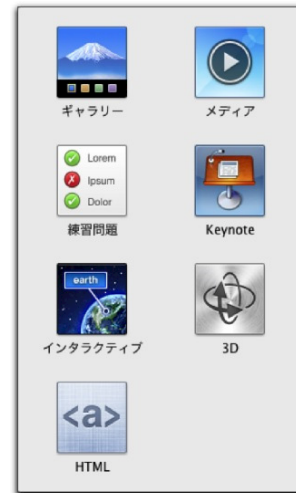 ギャラリー
メディア
Lorem
Ipsum
Dolor
練習問題
Keynote
earth
インタラクティブ
3D
<a>
HTML